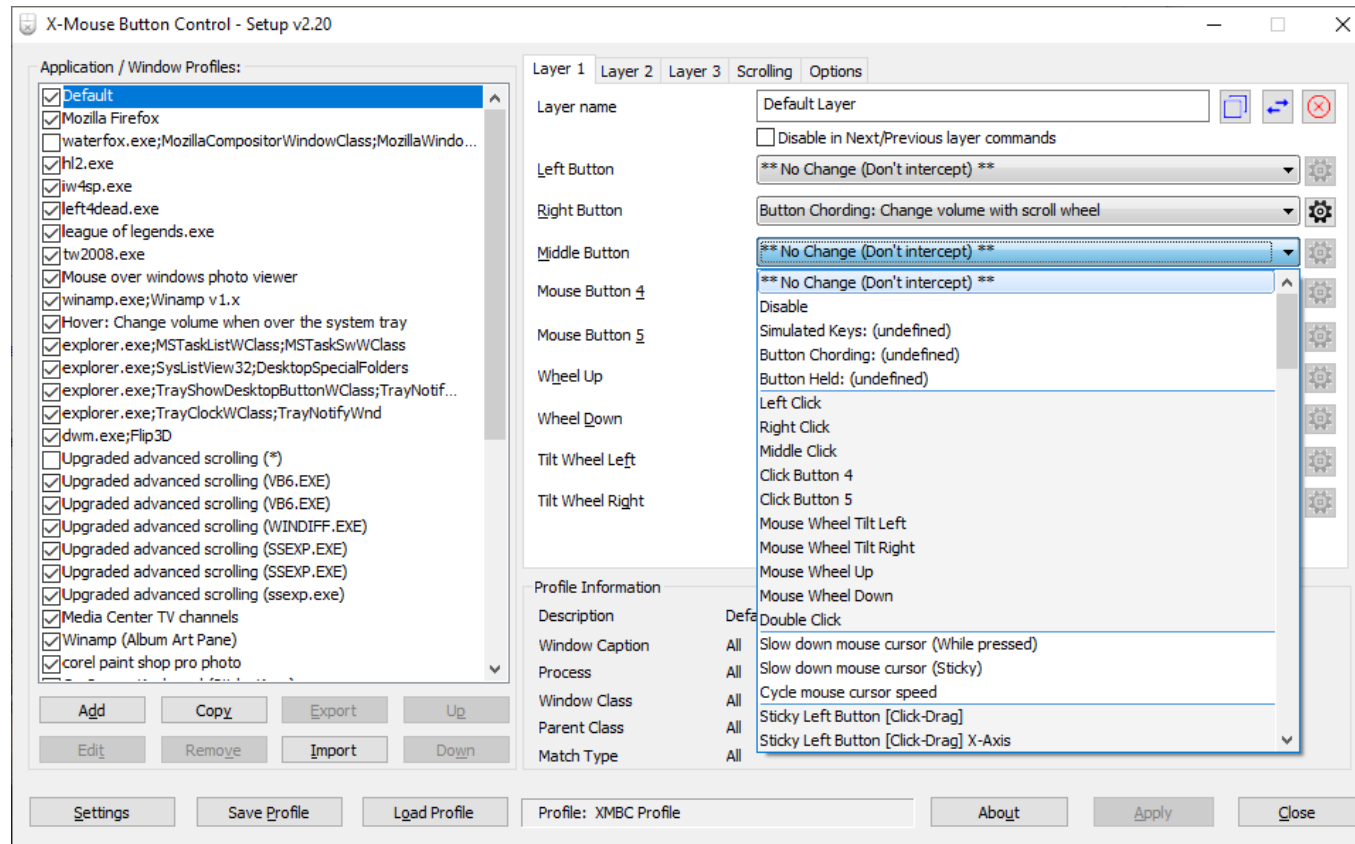 X-Mouse Button Control - Setup v2.20
Application / Window Profiles:
Default
Mozilla Firefox
waterfox.exe;MozillaCompositorWindowClass;MozillaWindo...
hl2.exe
iw4sp.exe
left4dead.exe
league of legends.exe
tw2008.exe
Mouse over windows photo viewer
winamp.exe;Winamp v1.x
Hover: Change volume when over the system tray
explorer.exe;MSTaskListWClass;MSTaskSwWClass
explorer.exe;SysListView32;DesktopSpecialFolders
explorer.exe;TrayShowDesktopButtonWClass;TrayNotif...
explorer.exe;TrayClockWClass;TrayNotifyWnd
dwm.exe;Flip3D
Upgraded advanced scrolling (*)
Upgraded advanced scrolling (VB6.EXE)
Upgraded advanced scrolling (VB6.EXE)
Upgraded advanced scrolling (WINDIFF.EXE)
Upgraded advanced scrolling (SSEXP.EXE)
Upgraded advanced scrolling (SSEXP.EXE)
Upgraded advanced scrolling (ssexp.exe)
Media Center TV channels
Winamp (Album Art Pane)
corel paint shop pro photo
Add Copy Export Up
Edit Remove Import Down
Layer 1 Layer 2 Layer 3 Scrolling Options
Layer name Default Layer
Disable in Next/Previous layer commands
Left Button ** No Change (Don't intercept) **
Right Button Button Chording: Change volume with scroll wheel
Middle Button ** No Change (Don't intercept) **
Mouse Button 4
Mouse Button 5
Wheel Up
Wheel Down
Tilt Wheel Left
Tilt Wheel Right
** No Change (Don't intercept) **
Disable
Simulated Keys: (undefined)
Button Chording: (undefined)
Button Held: (undefined)
Left Click
Right Click
Middle Click
Click Button 4
Click Button 5
Mouse Wheel Tilt Left
Mouse Wheel Tilt Right
Mouse Wheel Up
Mouse Wheel Down
Double Click
Slow down mouse cursor (While pressed)
Slow down mouse cursor (Sticky)
Cycle mouse cursor speed
Sticky Left Button [Click-Drag]
Sticky Left Button [Click-Drag] X-Axis
Profile Information
Description Defa
Window Caption All
Process All
Window Class All
Parent Class All
Match Type All
Settings Save Profile Load Profile Profile: XMBC Profile About Apply Close